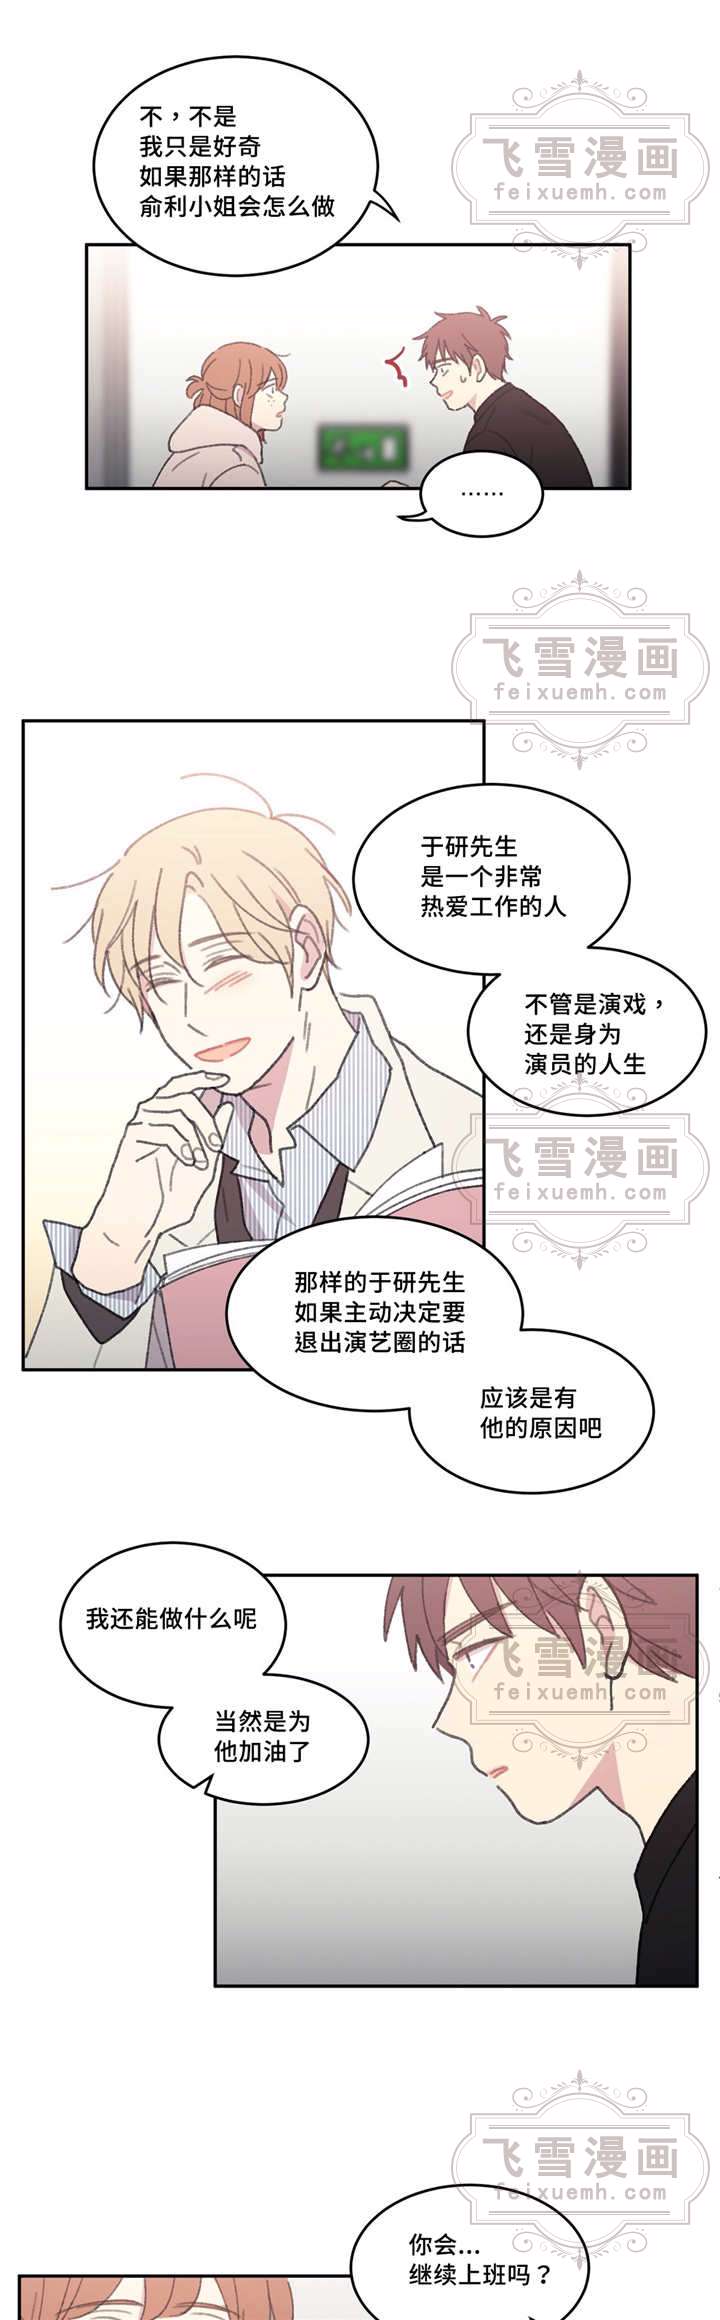 不，不是
我只是好奇
如果那样的话
俞利小姐会怎么做
飞雪漫画
feixuemh.com
……
飞雪漫画
feixuemh.com
于研先生
是一个非常
热爱工作的人
不管是演戏，
还是身为
演员的人生
飞雪漫画
feixuemh.com
那样的于研先生
如果主动决定要
退出演艺圈的话
应该是有
他的原因吧
我还能做什么呢
当然是为
他加油了
飞雪漫画
feixuemh.com
飞雪漫画
feixuemh.com
你会...
继续上班吗？